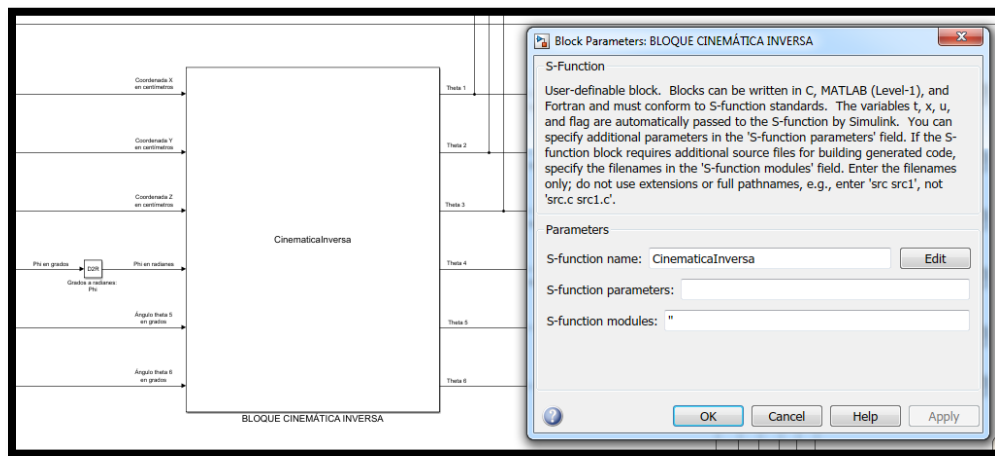 Coordenada X
en centímetros
Theta 1
Coordenada Y
en centímetros
Theta 2
Coordenada Z
en centímetros
Theta 3
CinematicaInversa
Phi en grados
D2R
Phi en radianes
Grados a radianes:
Phi
Theta 4
Ángulo theta 5
en grados
Theta 5
Ángulo theta 6
en grados
Theta 6
BLOQUE CINEMÁTICA INVERSA
Block Parameters: BLOQUE CINEMÁTICA INVERSA
S-Function
User-definable block.  Blocks can be written in C, MATLAB (Level-1), and
Fortran and must conform to S-function standards.  The variables t, x, u,
and flag are automatically passed to the S-function by Simulink.  You can
specify additional parameters in the 'S-function parameters' field. If the S-
function block requires additional source files for building generated code,
specify the filenames in the 'S-function modules' field. Enter the filenames
only; do not use extensions or full pathnames, e.g., enter 'src src1', not
'src.c src1.c'.
Parameters
S-function name: CinematicaInversa Edit
S-function parameters:
S-function modules: ''
OK Cancel Help Apply